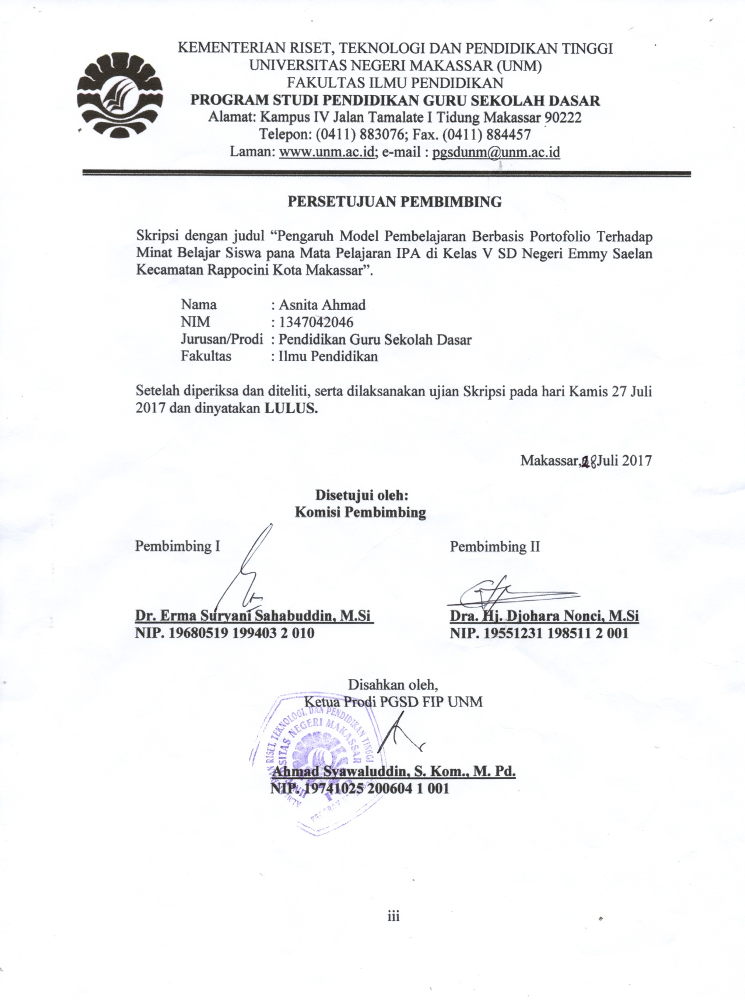 KEMENTERIAN RISET, TEKNOLOGI DAN PENDIDIKAN TINGGI
UNIVERSITAS NEGERI MAKASSAR (UNM)
FAKULTAS ILMU PENDIDIKAN
PROGRAM STUDI PENDIDIKAN GURU SEKOLAH DASAR
Alamat: Kampus IV Jalan Tamalate I Tidung Makassar 90222
Telepon: (0411) 883076; Fax. (0411) 884457
Laman: www.unm.ac.id; e-mail : pgsdunm@unm.ac.id
PERSETUJUAN PEMBIMBING
Skripsi dengan judul “Pengaruh Model Pembelajaran Berbasis Portofolio Terhadap
Minat Belajar Siswa pana Mata Pelajaran IPA di Kelas V SD Negeri Emmy Saelan
Kecamatan Rappocini Kota Makassar”.
Nama : Asnita Ahmad
NIM : 1347042046
Jurusan/Prodi : Pendidikan Guru Sekolah Dasar
Fakultas : Ilmu Pendidikan
Setelah diperiksa dan diteliti, serta dilaksanakan ujian Skripsi pada hari Kamis 27 Juli
2017 dan dinyatakan LULUS.
Makassar, 28 Juli 2017
Disetujui oleh:
Komisi Pembimbing
Pembimbing I Pembimbing II
Dr. Erma Suryani Sahabuddin, M.Si Dra. Hj. Djohara Nonci, M.Si
NIP. 19680519 199403 2 010 NIP. 19551231 198511 2 001
Disahkan oleh,
Ketua Prodi PGSD FIP UNM
RISET, TEKNOLOGI, DAN PENDIDIKAN TINGGI
NEGERI MAKASSAR
Ahmad Syawaluddin, S. Kom., M. Pd.
NIP. 19741025 200604 1 001
iii